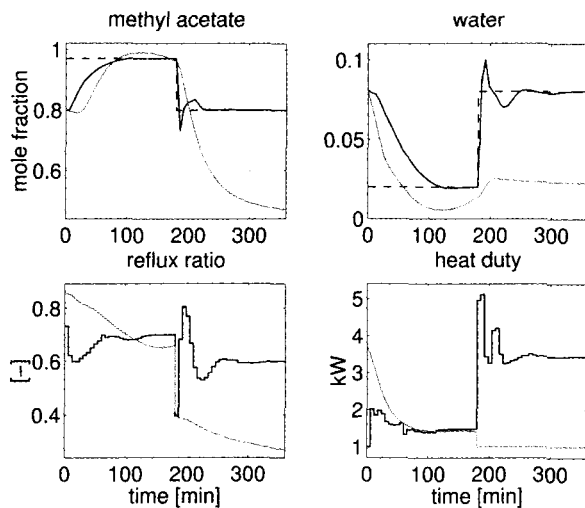 methyl acetate
water
mole fraction
1
0.8
0.6
0 100 200 300
0.1
0.05
0
0 100 200 300
reflux ratio
heat duty
[–]
0.8
0.6
0.4
0 100 200 300
time [min]
kW
5
4
3
2
1
0 100 200 300
time [min]